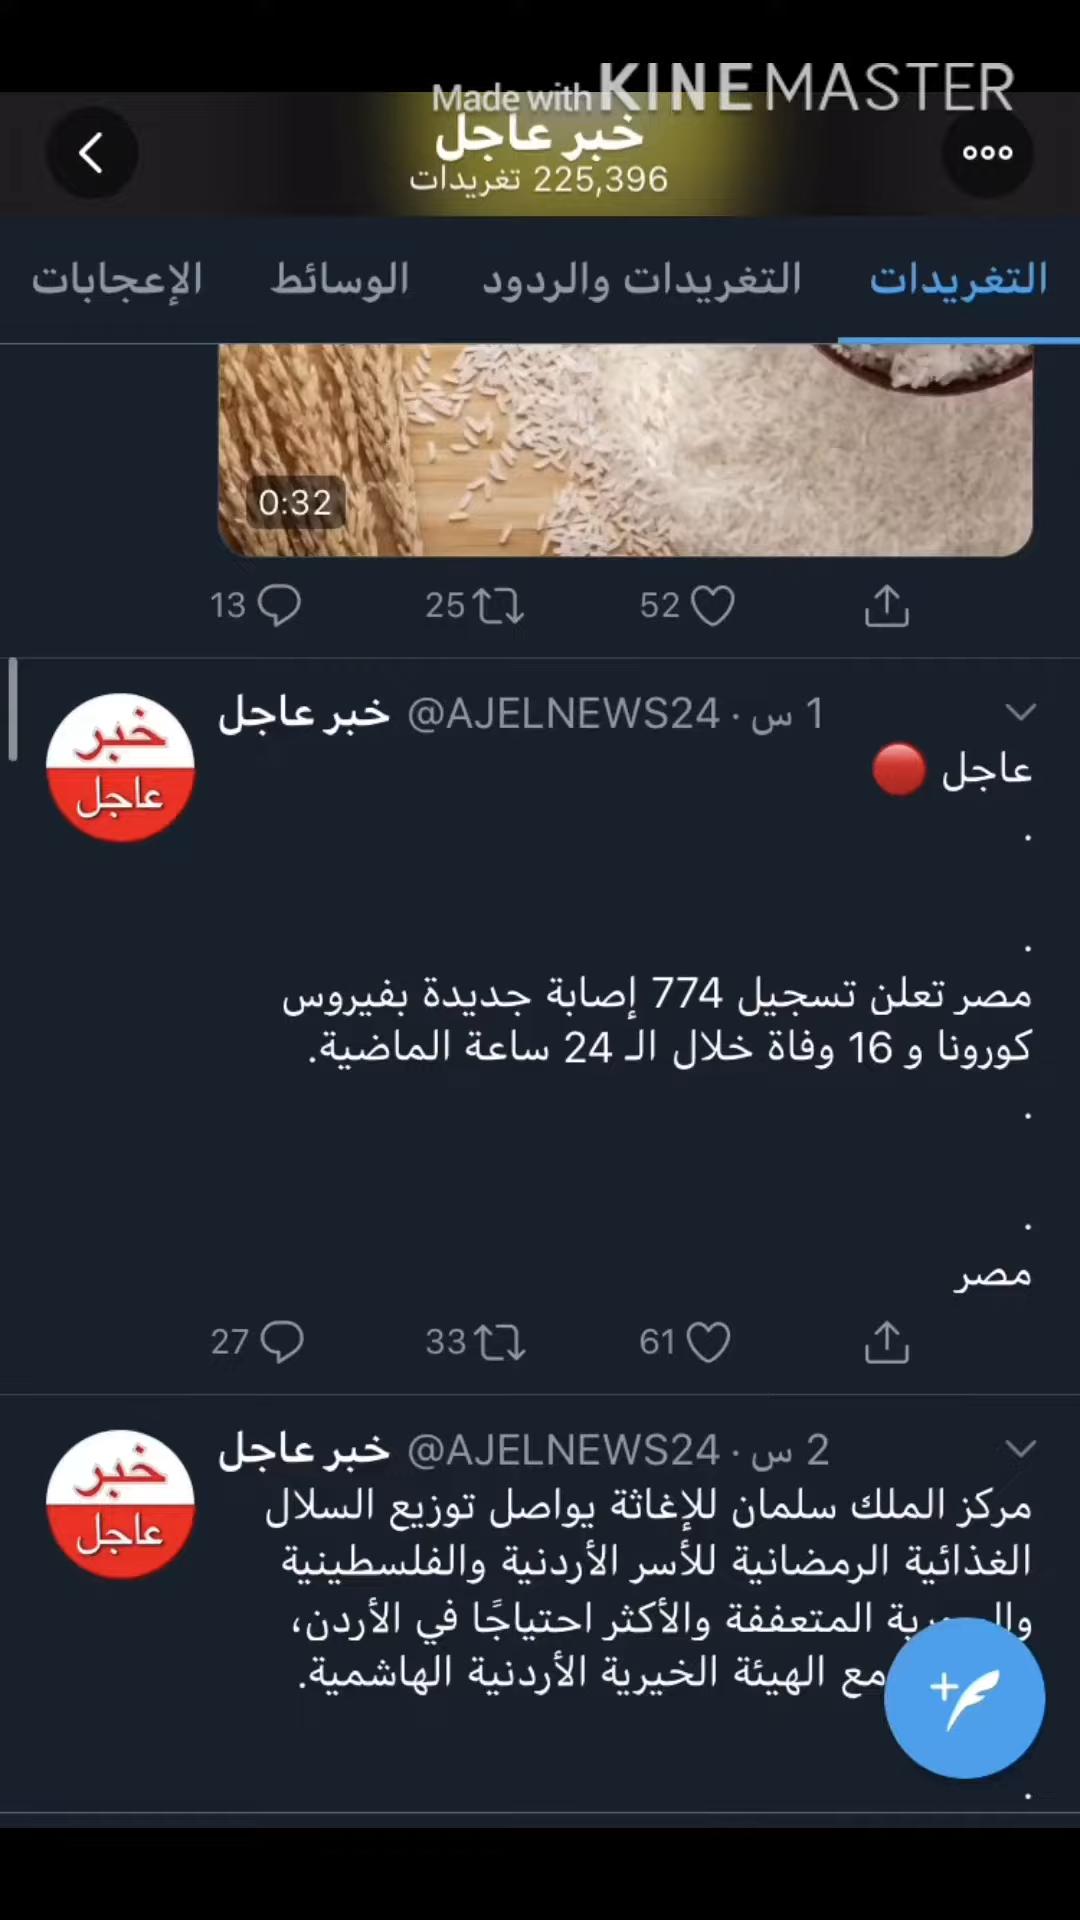 Made with KINEMASTER
خبر عاجل
225,396 تغريدات
التغريدات التغريدات والردود الوسائط الإعجابات
0:32
13 25 52
خبر عاجل @AJELNEWS24 · 1 س
خبر
عاجل
عاجل 🔴
.
.
مصر تعلن تسجيل 774 إصابة جديدة بفيروس
كورونا و 16 وفاة خلال الـ 24 ساعة الماضية.
.
.
مصر
27 33 61
خبر عاجل @AJELNEWS24 · 2 س
خبر
عاجل
مركز الملك سلمان للإغاثة يواصل توزيع السلال
الغذائية الرمضانية للأسر الأردنية والفلسطينية
المتعففة والأكثر احتياجًا في الأردن،
مع الهيئة الخيرية الأردنية الهاشمية.
.